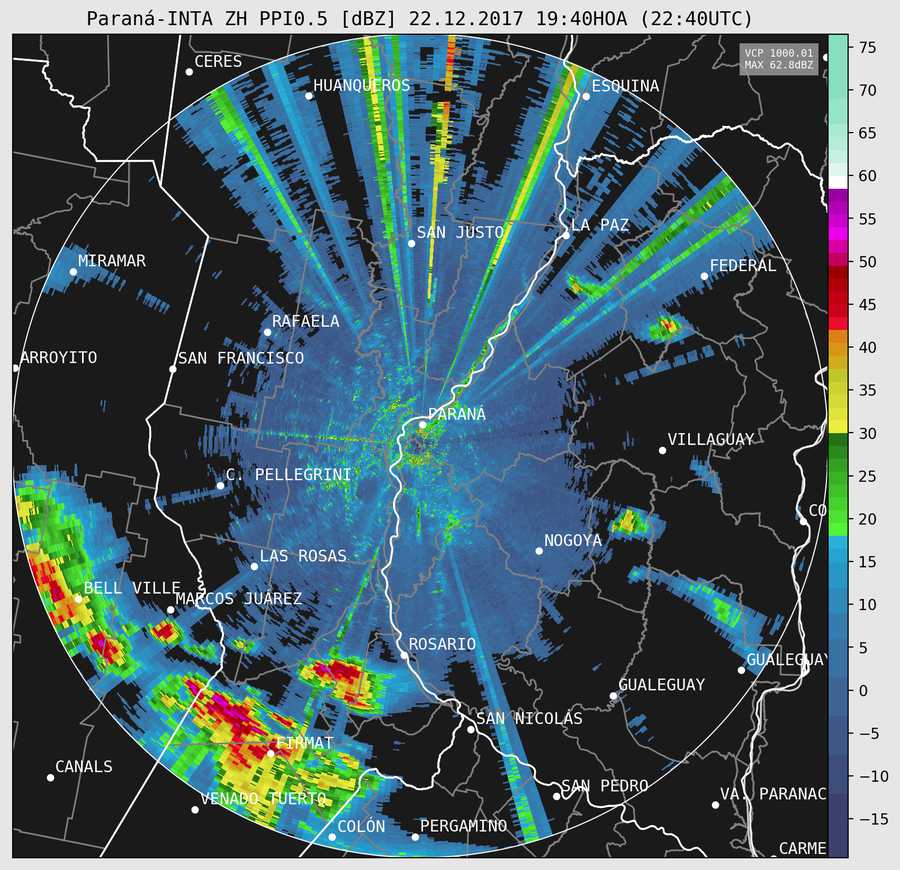 Paraná-INTA ZH PPI0.5 [dBZ] 22.12.2017 19:40HOA (22:40UTC)
VCP 1000.01
MAX 62.8dBZ
CERES
HUANQUEROS
ESQUINA
SAN JUSTO
LA PAZ
MIRAMAR
FEDERAL
RAFAELA
ARROYITO
SAN FRANCISCO
PARANÁ
VILLAGUAY
C. PELLEGRINI
CO
NOGOYA
LAS ROSAS
BELL VILLE
MARCOS JUÁREZ
ROSARIO
GUALEGUAY
GUALEGUAY
SAN NICOLÁS
FIRMAT
CANALS
SAN PEDRO
VENADO TUERTO
VA. PARANAC
COLÓN
PERGAMINO
CARME
75
70
65
60
55
50
45
40
35
30
25
20
15
10
5
0
−5
−10
−15